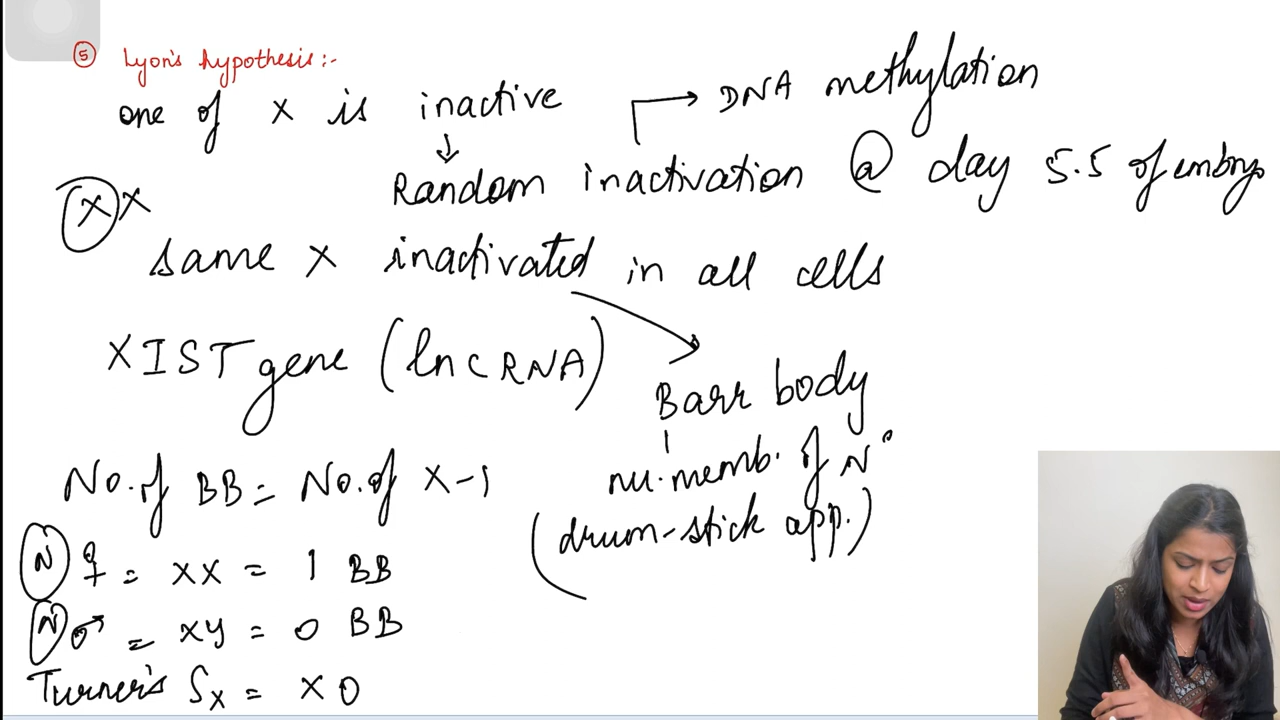 ⑤ Lyon's hypothesis:-
one of X is inactive
DNA methylation
Random inactivation @ day 5.5 of embryo
XX
same X inactivated in all cells
XIST gene (lncRNA)
Barr body
nu. memb. of N°
(drum-stick app.)
No. of BB = No. of X-1
N ♀ = XX = 1 BB
N ♂ = XY = 0 BB
Turner's Sx = XO